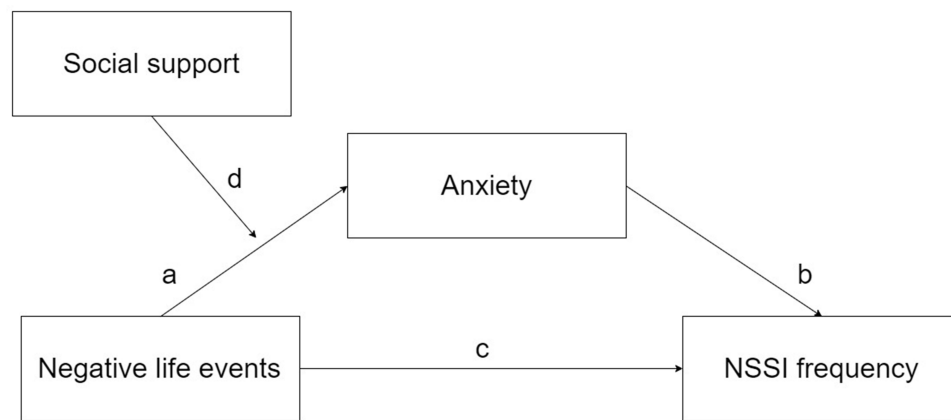 Social support
d
Anxiety
a
b
Negative life events
c
NSSI frequency